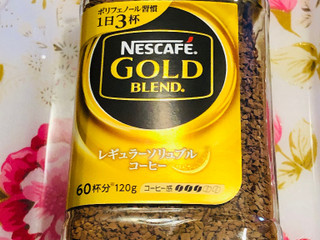 ポリフェノール習慣
1日3杯
NESCAFÉ.
GOLD
BLEND®
レギュラーソリュブル
コーヒー
60杯分* 120g コーヒー感